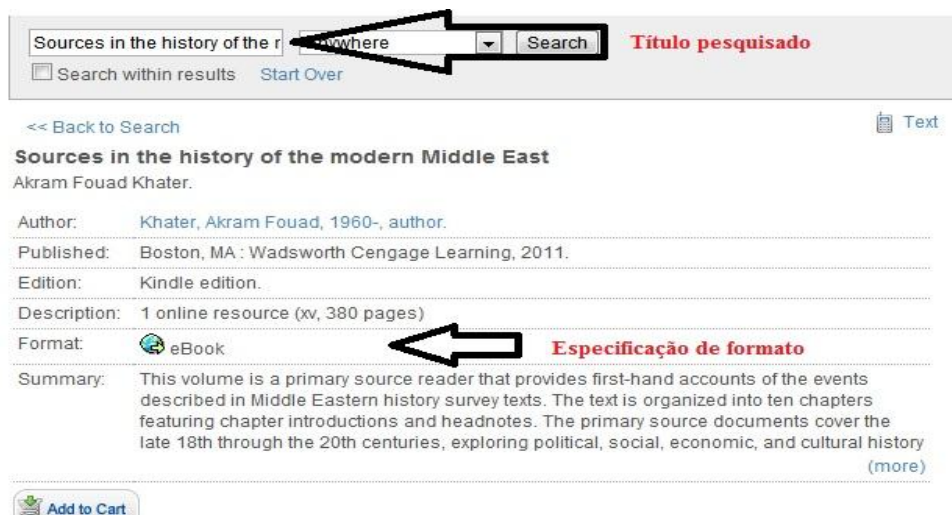 Sources in the history of the r Search Título pesquisado
Search within results Start Over
<< Back to Search Text
Sources in the history of the modern Middle East
Akram Fouad Khater.
Author: Khater, Akram Fouad, 1960-, author.
Published: Boston, MA : Wadsworth Cengage Learning, 2011.
Edition: Kindle edition.
Description: 1 online resource (xv, 380 pages)
Format: eBook Especificação de formato
Summary: This volume is a primary source reader that provides first-hand accounts of the events
described in Middle Eastern history survey texts. The text is organized into ten chapters
featuring chapter introductions and headnotes. The primary source documents cover the
late 18th through the 20th centuries, exploring political, social, economic, and cultural history
(more)
Add to Cart